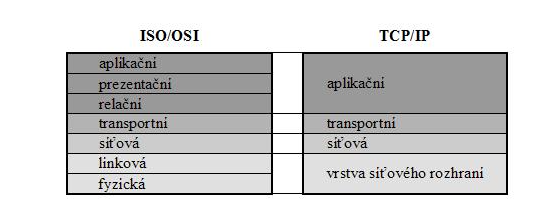 ISO/OSI TCP/IP
aplikační
prezentační
relační
transportní
síťová
linková
fyzická
aplikační
transportní
síťová
vrstva síťového rozhraní